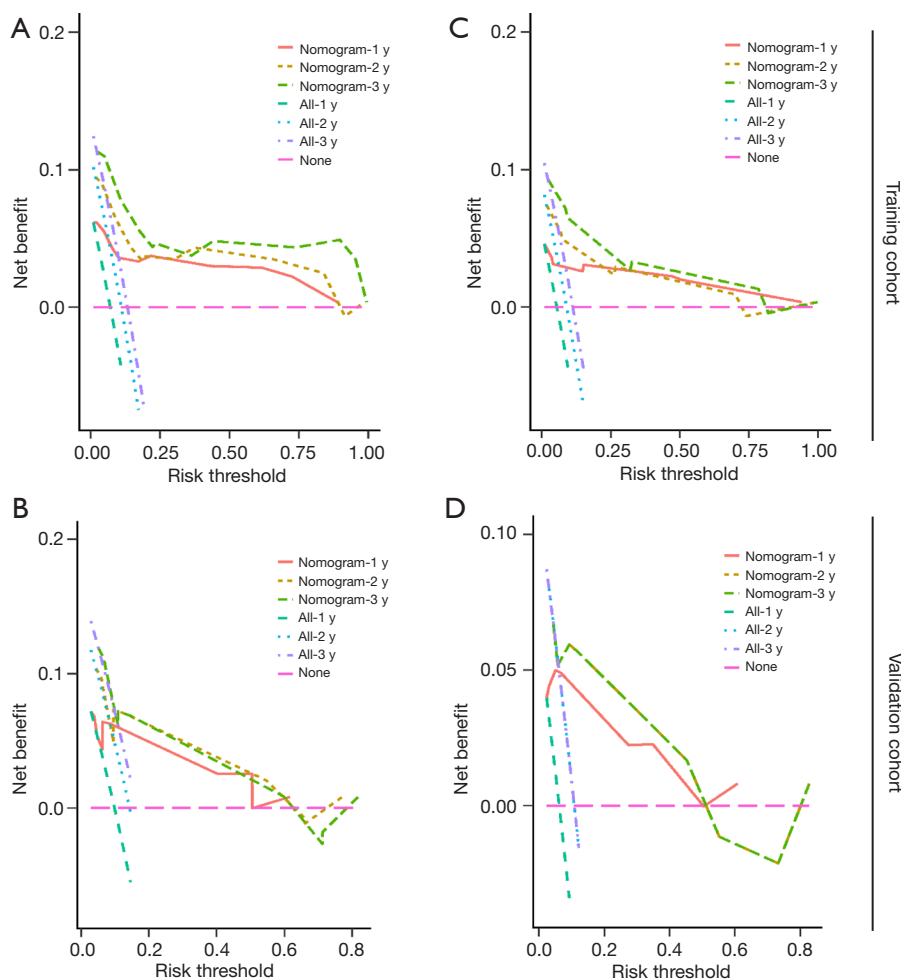 A
Net benefit
0.2
0.1
0.0
Nomogram-1 y
Nomogram-2 y
Nomogram-3 y
All-1 y
All-2 y
All-3 y
None
0.00 0.25 0.50 0.75 1.00
Risk threshold
C
Net benefit
0.2
0.1
0.0
Nomogram-1 y
Nomogram-2 y
Nomogram-3 y
All-1 y
All-2 y
All-3 y
None
0.00 0.25 0.50 0.75 1.00
Risk threshold
Training cohort
B
Net benefit
0.2
0.1
0.0
Nomogram-1 y
Nomogram-2 y
Nomogram-3 y
All-1 y
All-2 y
All-3 y
None
0.0 0.2 0.4 0.6 0.8
Risk threshold
D
Net benefit
0.10
0.05
0.00
Nomogram-1 y
Nomogram-2 y
Nomogram-3 y
All-1 y
All-2 y
All-3 y
None
0.0 0.2 0.4 0.6 0.8
Risk threshold
Validation cohort